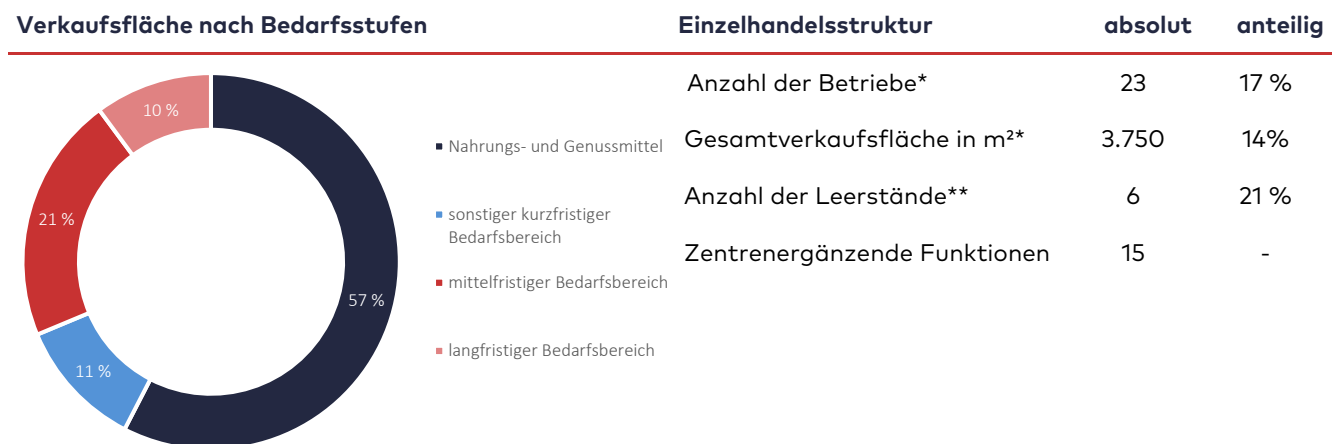 Verkaufsfläche nach Bedarfsstufen
10 %
21 %
11 %
57 %
Nahrungs- und Genussmittel
sonstiger kurzfristiger
Bedarfsbereich
mittelfristiger Bedarfsbereich
langfristiger Bedarfsbereich
Einzelhandelsstruktur absolut anteilig
Anzahl der Betriebe* 23 17 %
Gesamtverkaufsfläche in m²* 3.750 14%
Anzahl der Leerstände** 6 21 %
Zentrenergänzende Funktionen 15 -